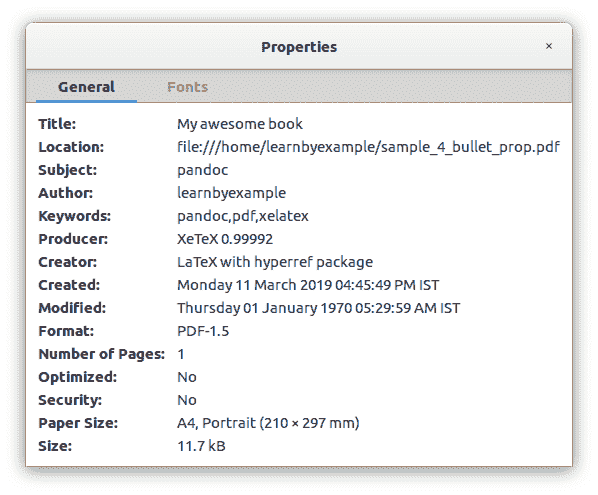 Properties ×
General Fonts
Title: My awesome book
Location: file:///home/learnbyexample/sample_4_bullet_prop.pdf
Subject: pandoc
Author: learnbyexample
Keywords: pandoc,pdf,xelatex
Producer: XeTeX 0.99992
Creator: LaTeX with hyperref package
Created: Monday 11 March 2019 04:45:49 PM IST
Modified: Thursday 01 January 1970 05:29:59 AM IST
Format: PDF-1.5
Number of Pages: 1
Optimized: No
Security: No
Paper Size: A4, Portrait (210 × 297 mm)
Size: 11.7 kB